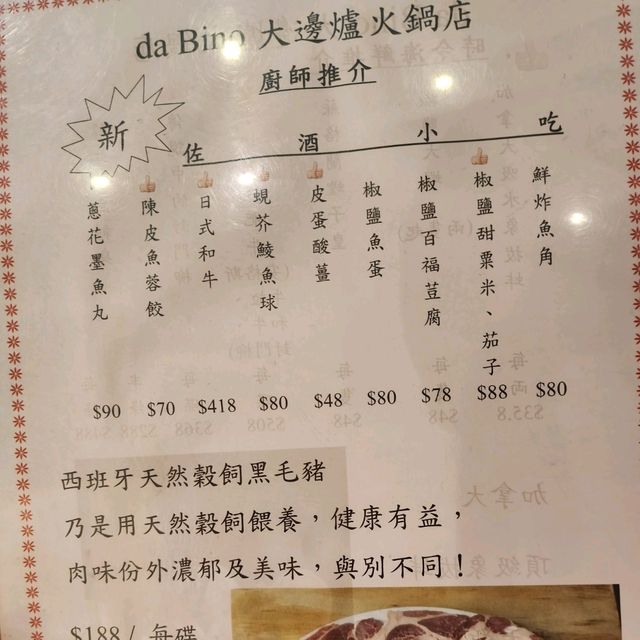 da Bino 大邊爐火鍋店
廚師推介
新
佐酒小吃
鮮炸魚角 $80
椒鹽甜粟米、茄子 $88
椒鹽百福荳腐 $78
椒鹽魚蛋 $80
皮蛋酸薑 $48
蜆芥鯪魚球 $80
日式和牛 $418
陳皮魚蓉餃 $70
蔥花墨魚丸 $90
西班牙天然穀飼黑毛豬
乃是用天然穀飼餵養，健康有益，
肉味份外濃郁及美味，與別不同！
$188 / 每碟